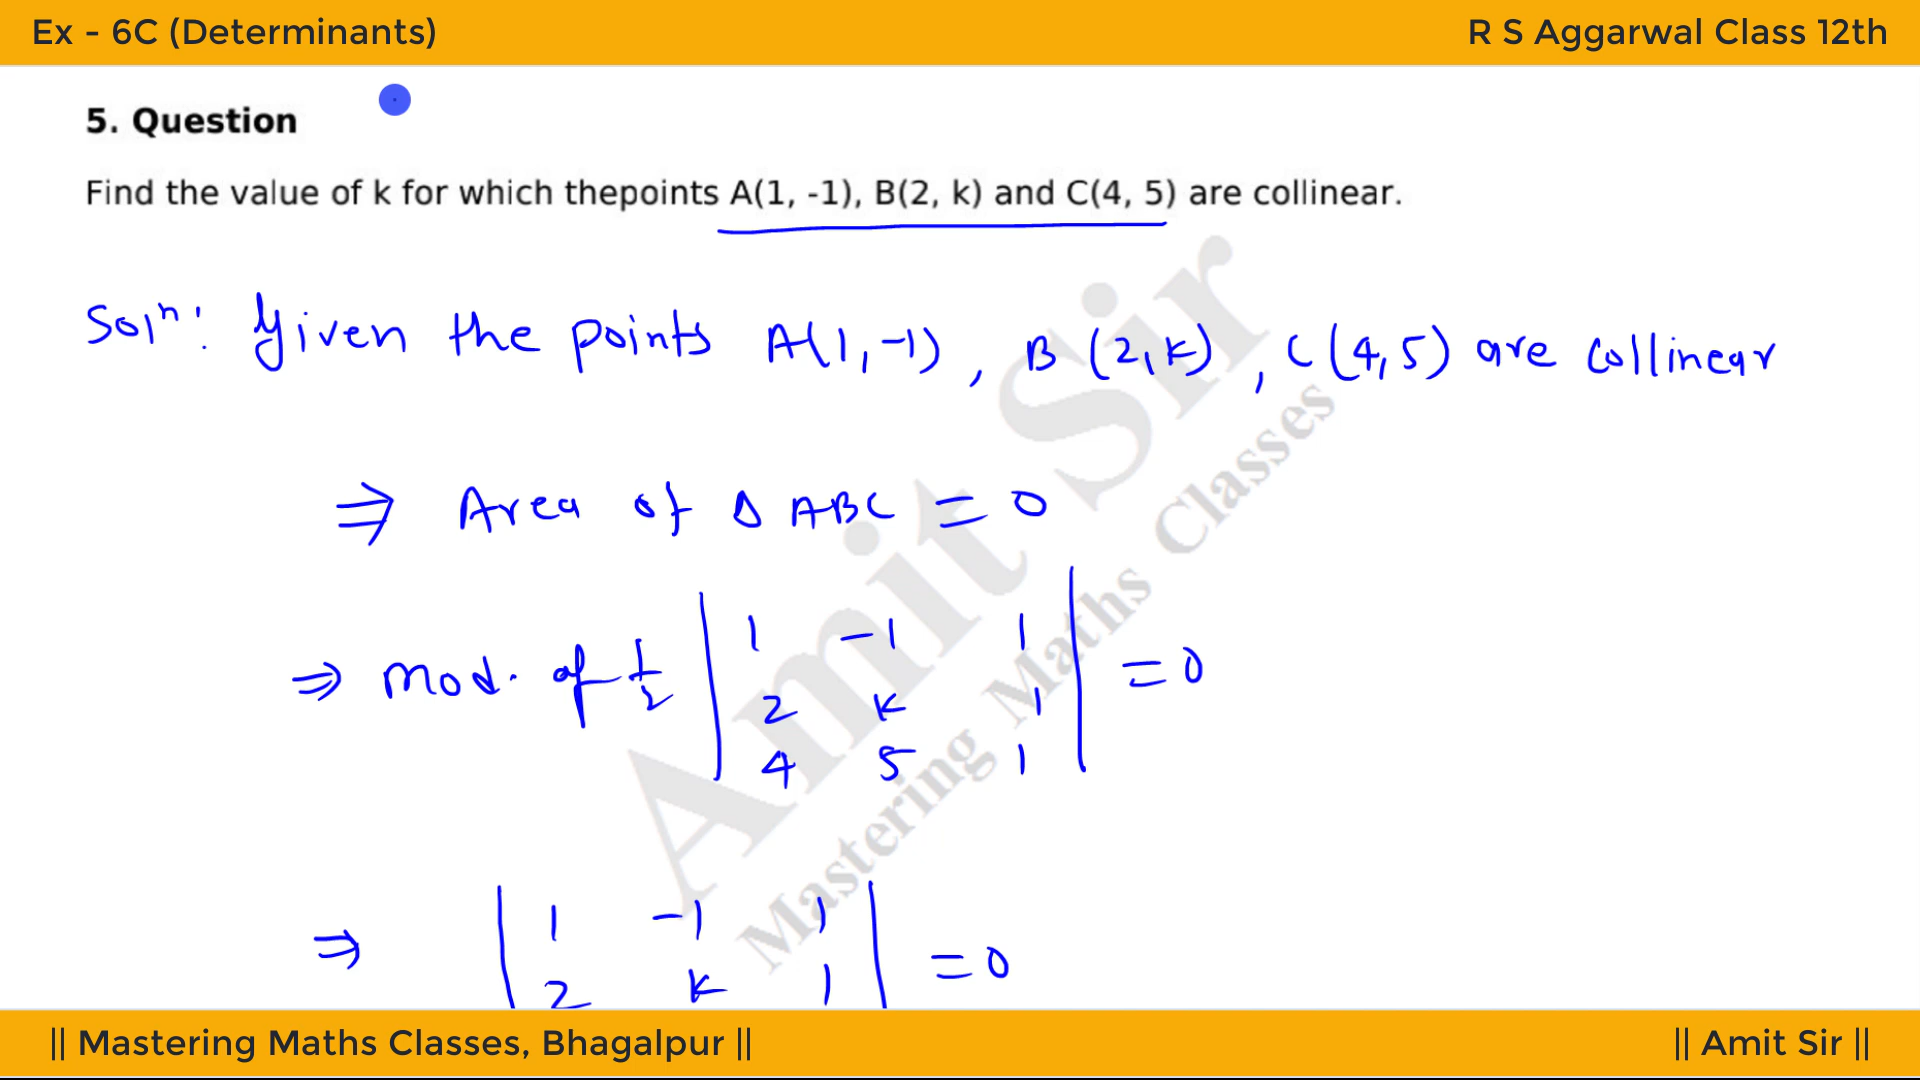 Ex - 6C (Determinants)
R S Aggarwal Class 12th
5. Question
Find the value of k for which thepoints A(1, -1), B(2, k) and C(4, 5) are collinear.
Solⁿ: Given the points A(1,-1), B(2,k), C(4,5) are collinear
⇒ Area of Δ ABC = 0
⇒ mod. of 1/2 | 1 -1 1 | = 0
2 k 1
4 5 1
⇒ | 1 -1 1 | = 0
2 k 1
Amit Sir
Mastering Maths Classes
|| Mastering Maths Classes, Bhagalpur ||
|| Amit Sir ||